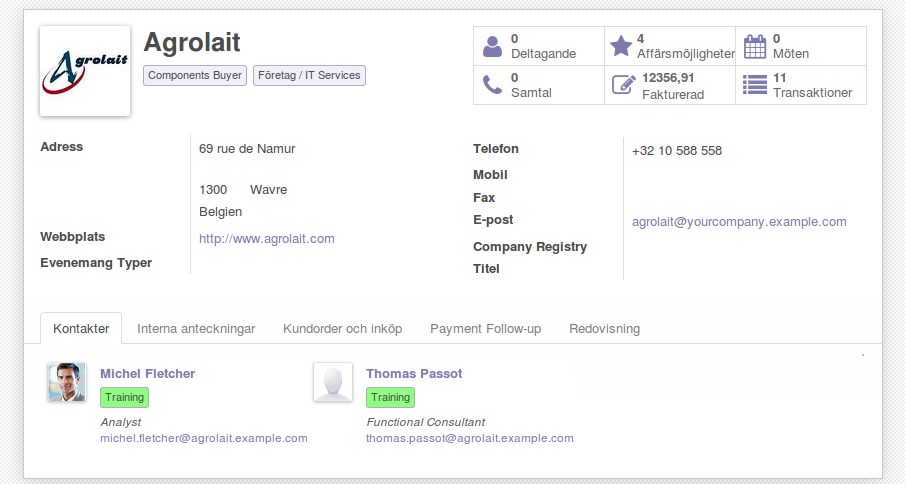 Agrolait
Agrolait
Components Buyer Företag / IT Services
0 Deltagande
4 Affärsmöjligheter
0 Möten
0 Samtal
12356,91 Fakturerad
11 Transaktioner
Adress 69 rue de Namur
1300 Wavre
Belgien
Webbplats http://www.agrolait.com
Evenemang Typer
Telefon +32 10 588 558
Mobil
Fax
E-post agrolait@yourcompany.example.com
Company Registry
Titel
Kontakter Interna anteckningar Kundorder och inköp Payment Follow-up Redovisning
Michel Fletcher
Training
Analyst
michel.fletcher@agrolait.example.com
Thomas Passot
Training
Functional Consultant
thomas.passot@agrolait.example.com